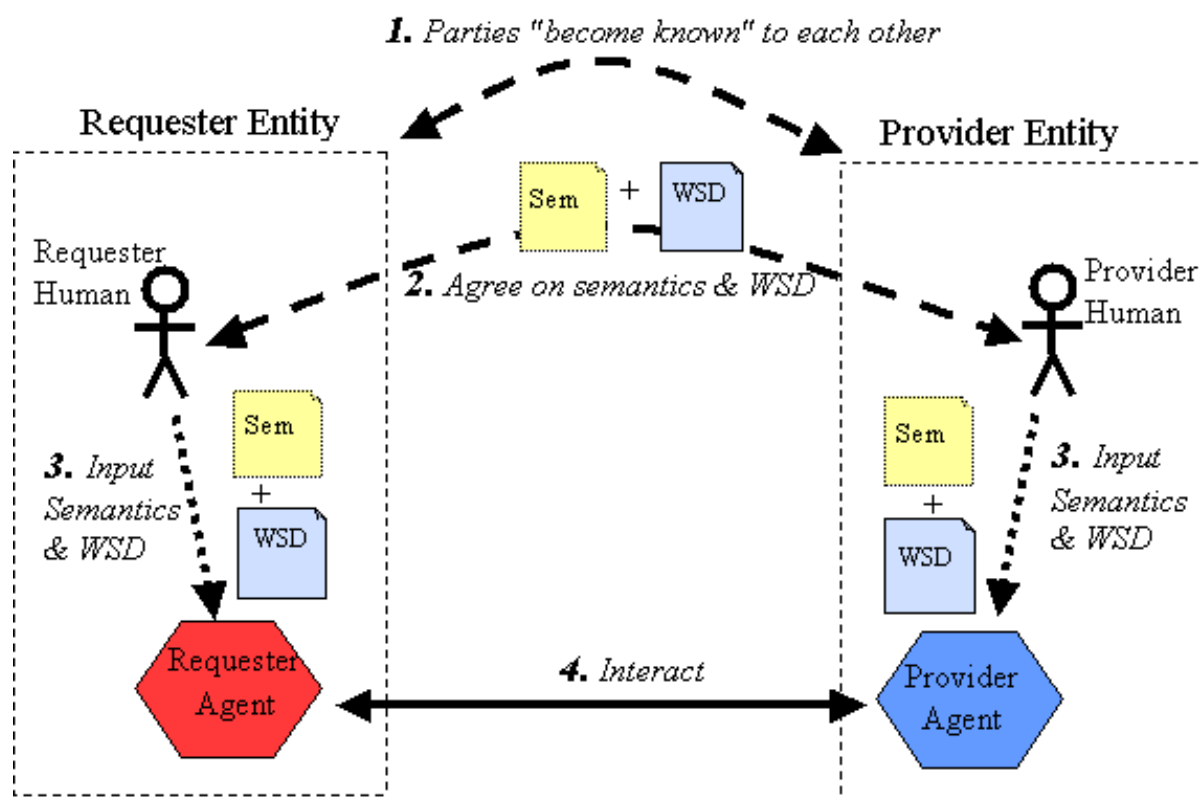 1. Parties "become known" to each other
Requester Entity
Provider Entity
Sem
+
WSD
Requester
Human
2. Agree on semantics & WSD
Provider
Human
Sem
+
WSD
3. Input
Semantics
& WSD
Sem
+
WSD
3. Input
Semantics
& WSD
Requester
Agent
4. Interact
Provider
Agent